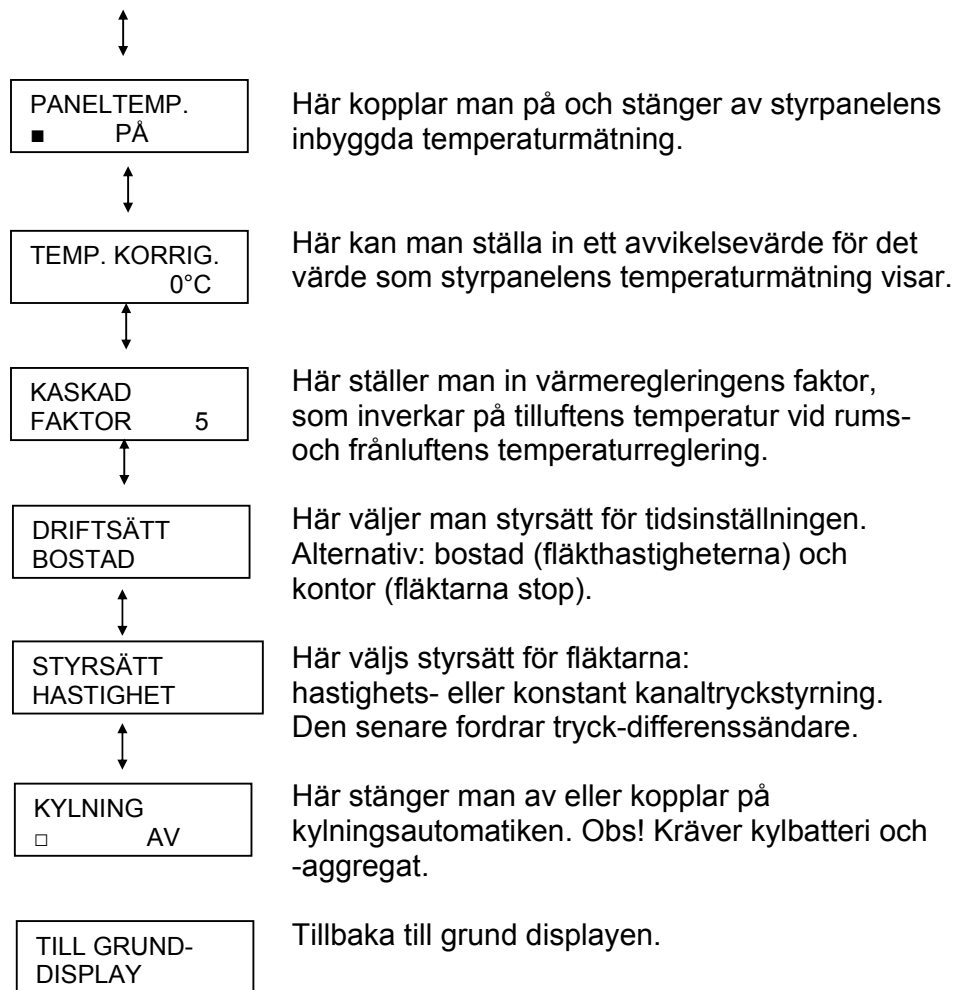 PANELTEMP.
■ PÅ
Här kopplar man på och stänger av styrpanelens
inbyggda temperaturmätning.
TEMP. KORRIG.
0°C
Här kan man ställa in ett avvikelsevärde för det
värde som styrpanelens temperaturmätning visar.
KASKAD
FAKTOR 5
Här ställer man in värmeregleringens faktor,
som inverkar på tilluftens temperatur vid rums-
och frånluftens temperaturreglering.
DRIFTSÄTT
BOSTAD
Här väljer man styrsätt för tidsinställningen.
Alternativ: bostad (fläkthastigheterna) och
kontor (fläktarna stop).
STYRSÄTT
HASTIGHET
Här väljs styrsätt för fläktarna:
hastighets- eller konstant kanaltryckstyrning.
Den senare fordrar tryck-differenssändare.
KYLNING
□ AV
Här stänger man av eller kopplar på
kylningsautomatiken. Obs! Kräver kylbatteri och
-aggregat.
TILL GRUND-
DISPLAY
Tillbaka till grund displayen.